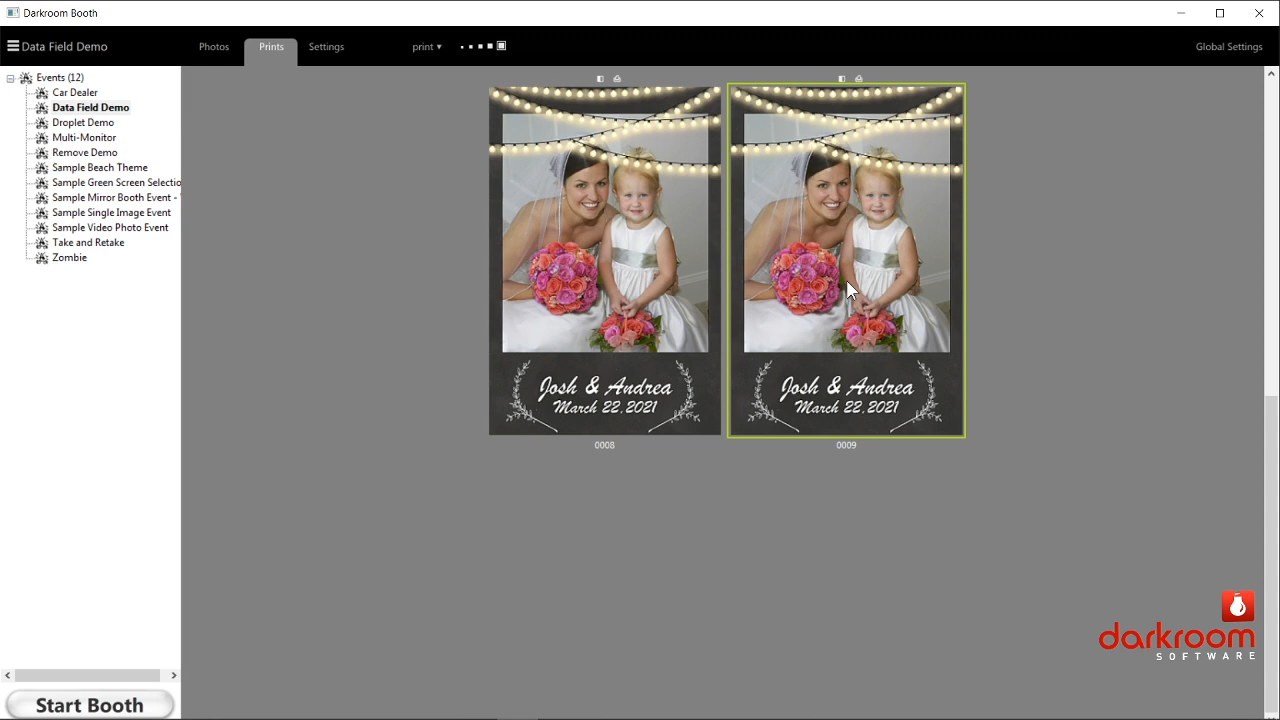 Darkroom Booth
Data Field Demo
Photos
Prints
Settings
print
Global Settings
Events (12)
Car Dealer
Data Field Demo
Droplet Demo
Multi-Monitor
Remove Demo
Sample Beach Theme
Sample Green Screen Selectio
Sample Mirror Booth Event -
Sample Single Image Event
Sample Video Photo Event
Take and Retake
Zombie
Josh & Andrea
March 22, 2021
0008
Josh & Andrea
March 22, 2021
0009
darkroom
SOFTWARE
Start Booth